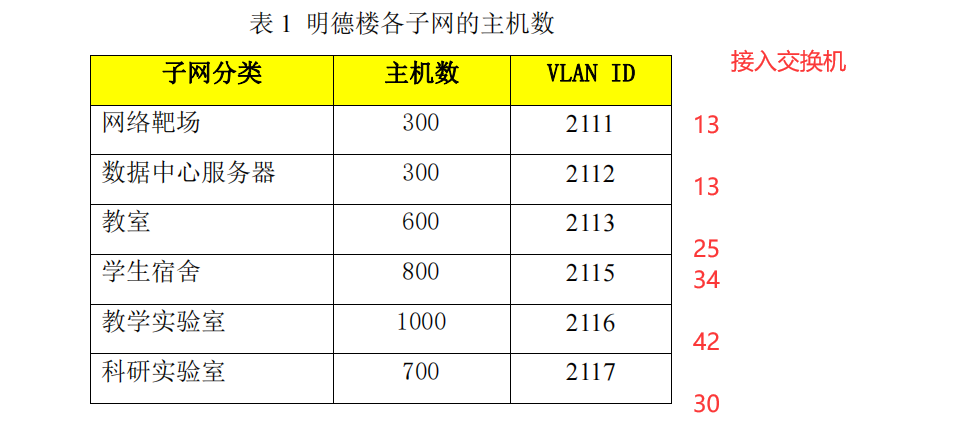 表 1 明德楼各子网的主机数
接入交换机
子网分类 主机数 VLAN ID
网络靶场 300 2111 13
数据中心服务器 300 2112 13
教室 600 2113 25
学生宿舍 800 2115 34
教学实验室 1000 2116 42
科研实验室 700 2117 30